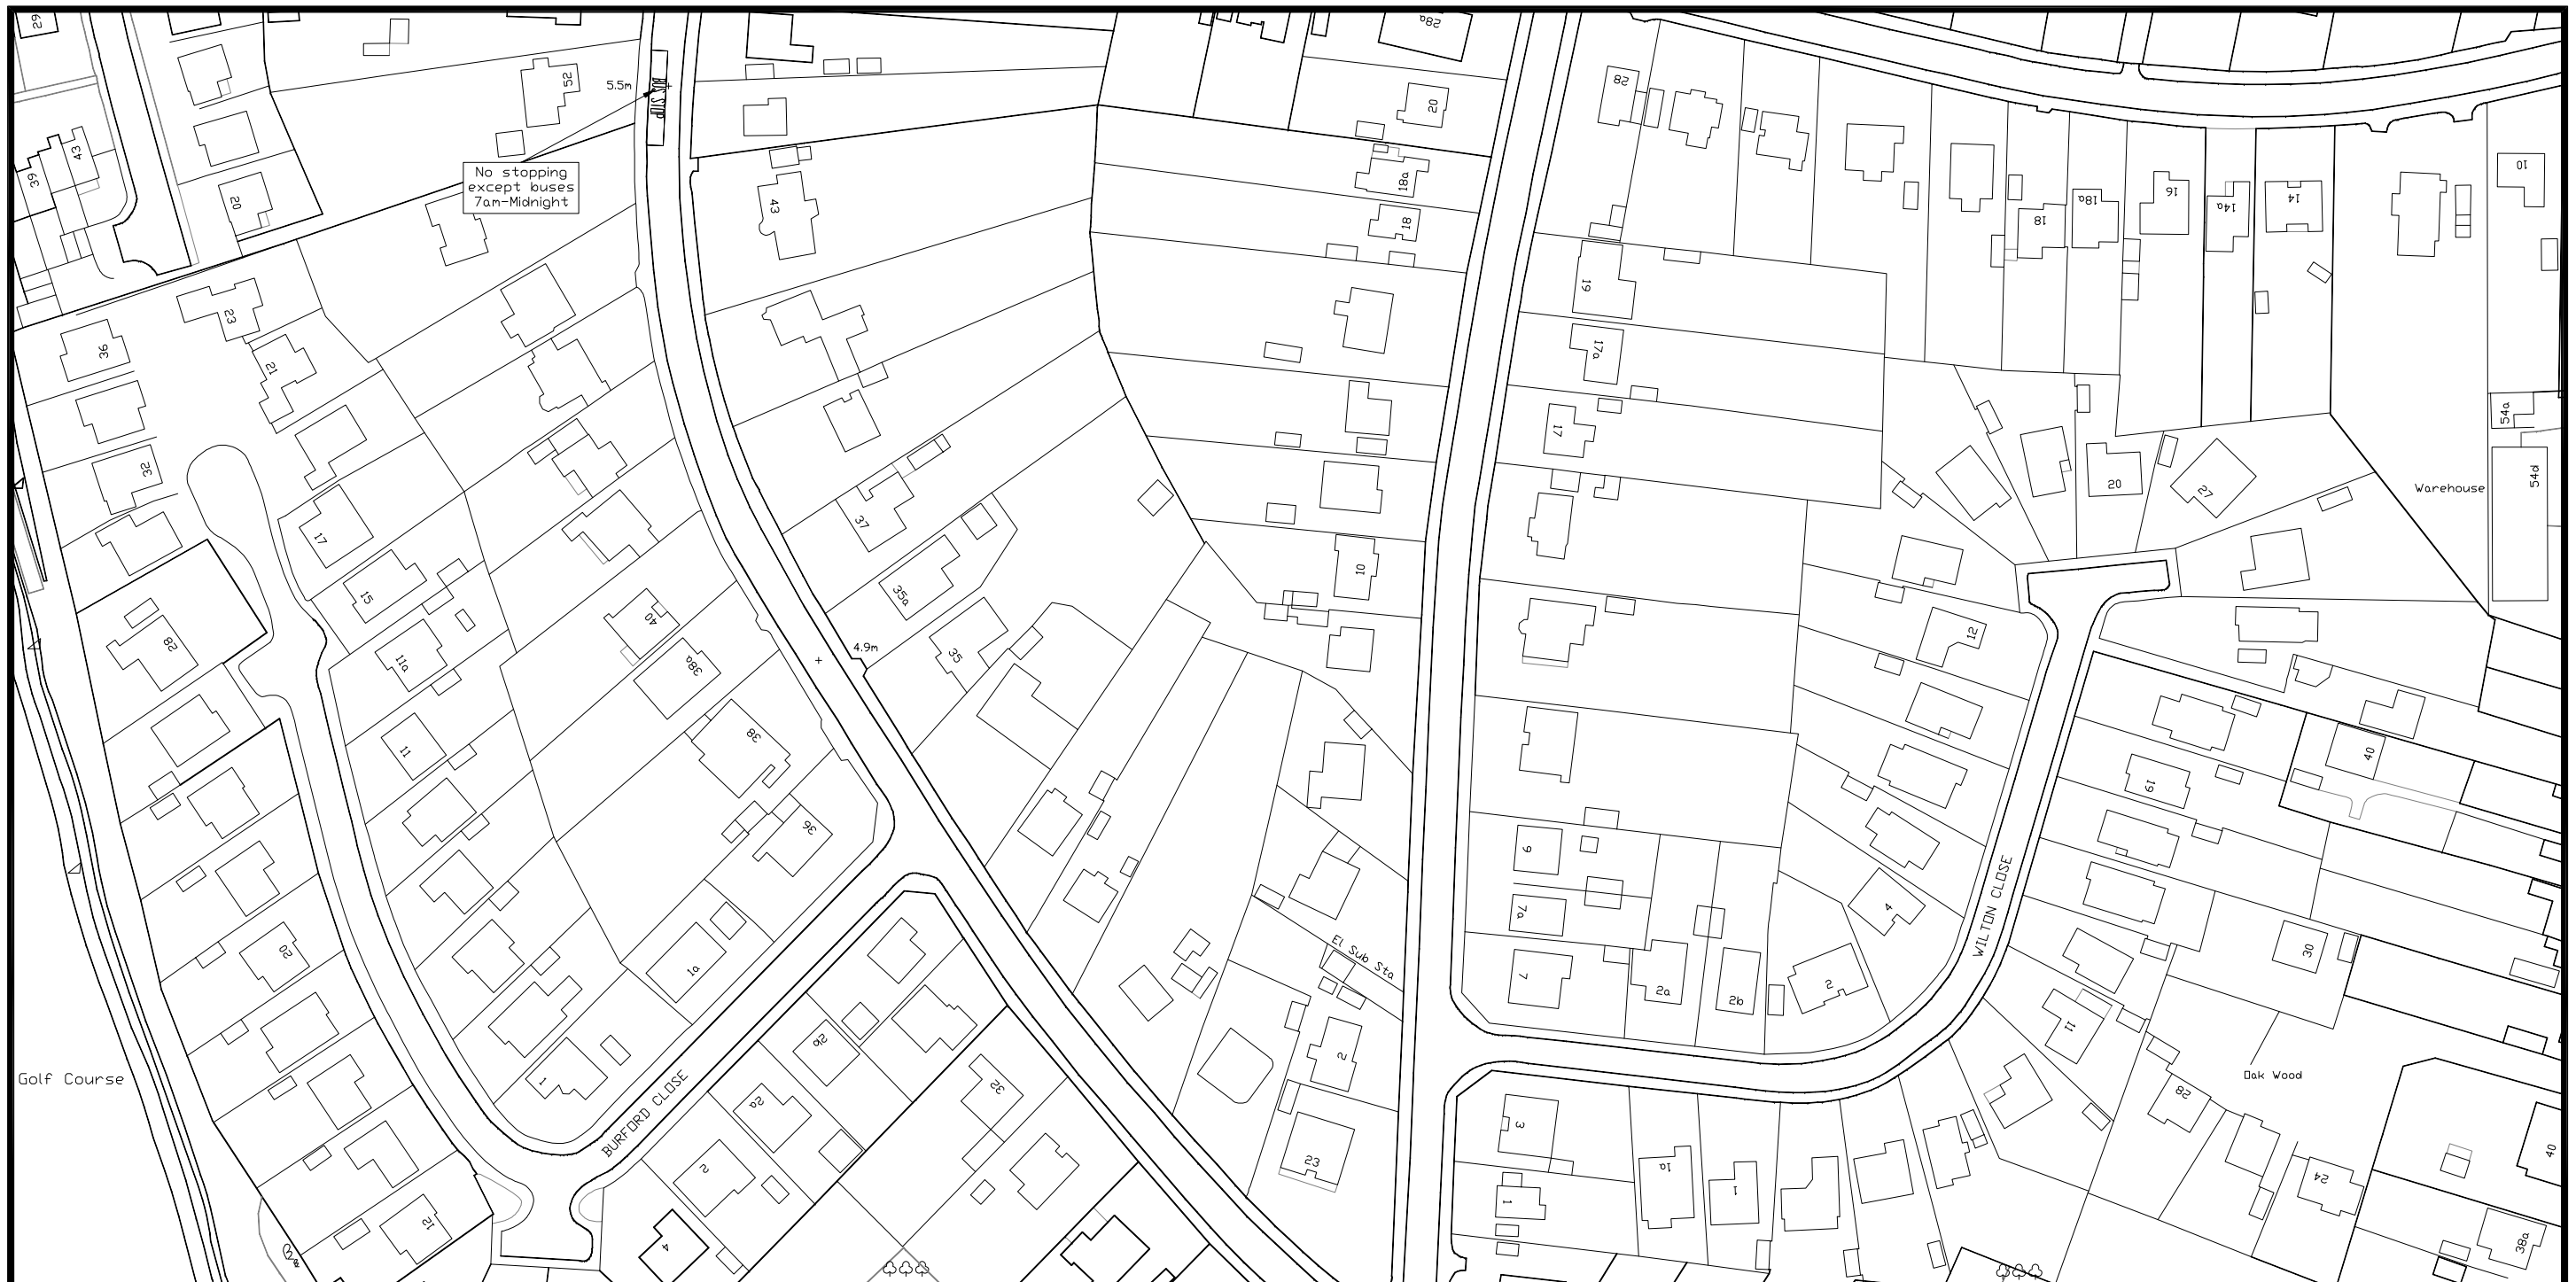 29
28a
52
5.5m
BUS STOP
28
20
43
39
No stopping
except buses
7am-Midnight
20
43
18a
18
10
16
14
14a
18a
18
23
19
36
21
17a
17
32
54a
54d
Warehouse
20
27
37
17
15
35a
10
40
12
28
11a
35
4.9m
38a
38
11
40
19
36
9
7a
4
WILTON CLOSE
El Sub Sta
20
1a
7
2a
2b
2
30
11
Oak Wood
Golf Course
1
2b
2
32
2a
BURFORD CLOSE
28
3
23
1a
1
1
2
24
40
12
4
38a